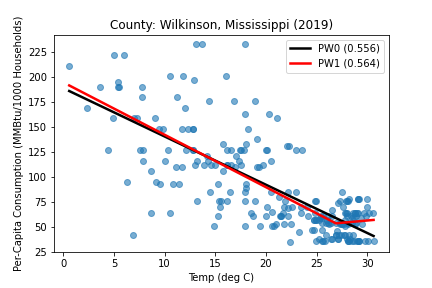 County: Wilkinson, Mississippi (2019)
PW0 (0.556)
PW1 (0.564)
Per-Capita Consumption (MMBtu/1000 Households)
225
200
175
150
125
100
75
50
25
0 5 10 15 20 25 30
Temp (deg C)